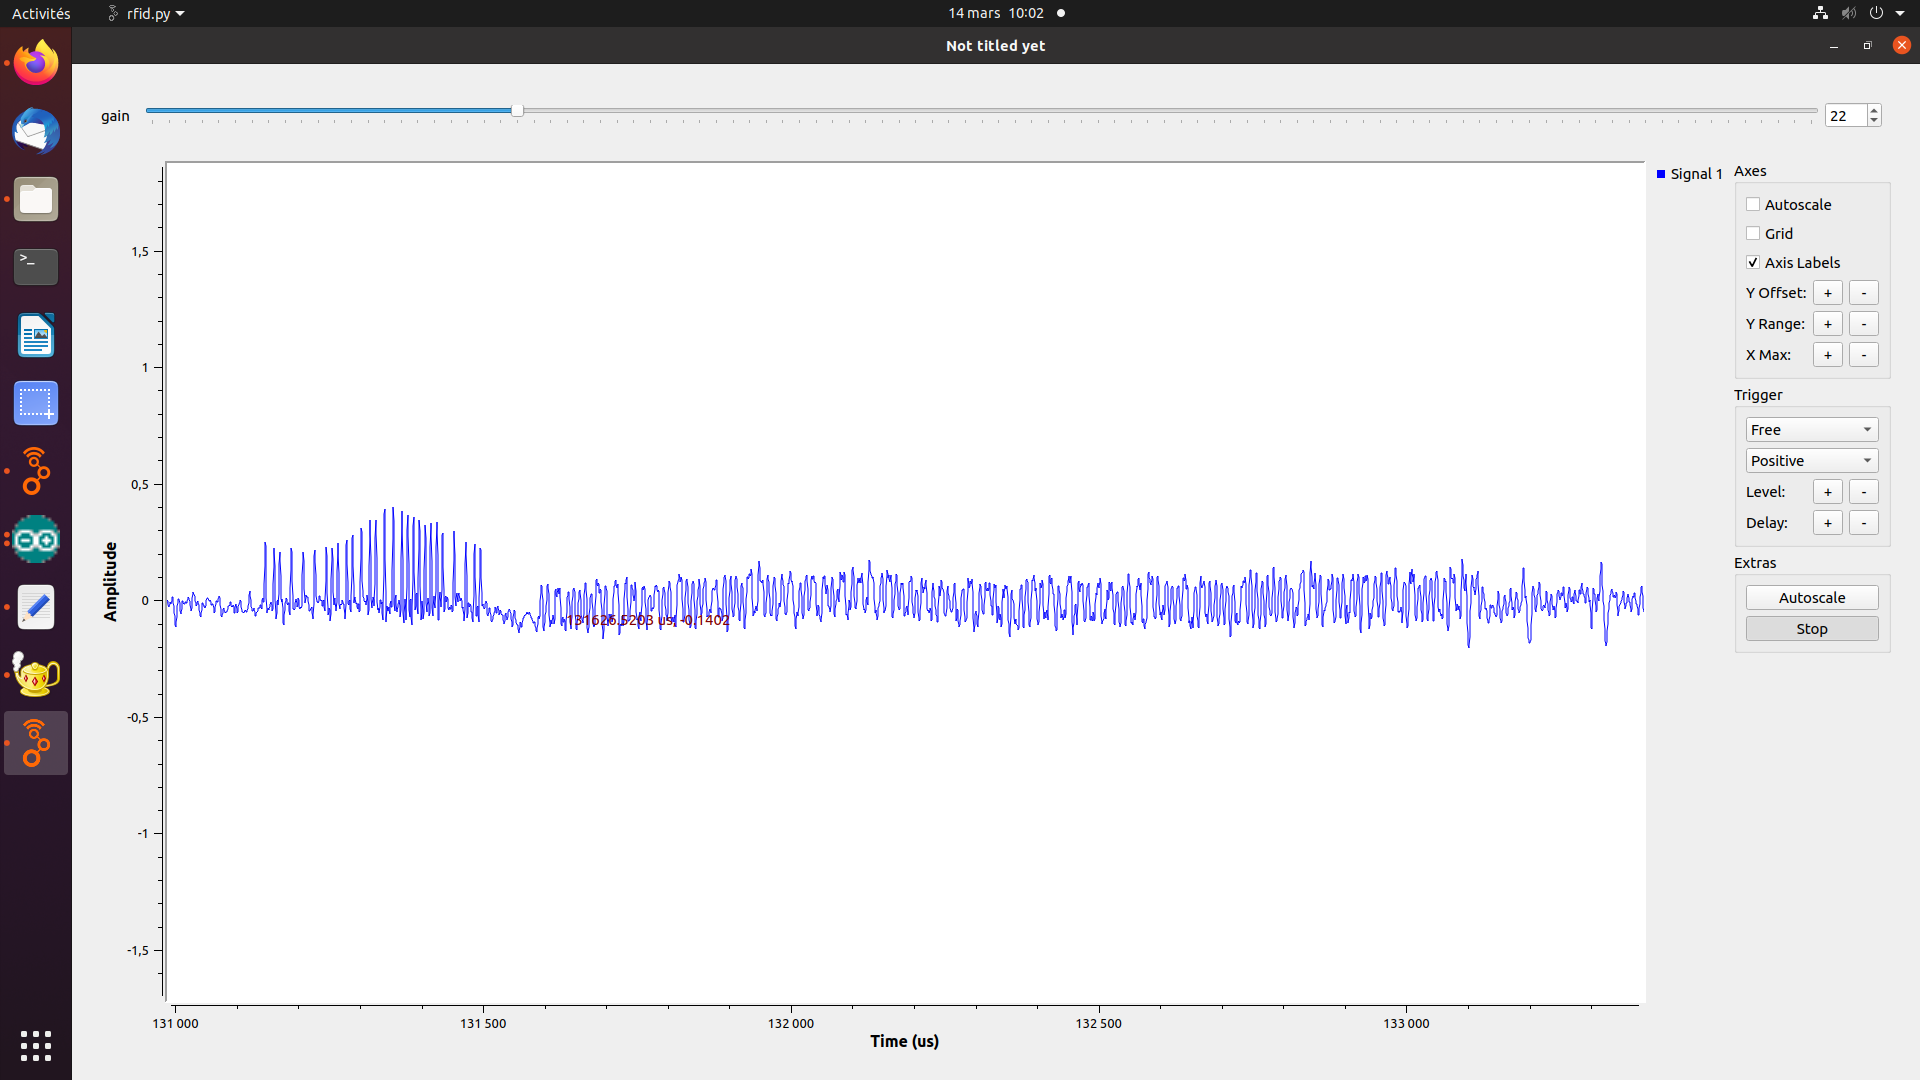 Activités
rfid.py
14 mars 10:02
Not titled yet
gain
22
Signal 1
Axes
Autoscale
Grid
Axis Labels
Y Offset: + -
Y Range: + -
X Max: + -
Trigger
Free
Positive
Level: + -
Delay: + -
Extras
Autoscale
Stop
Amplitude
1,5
1
0,5
0
-0,5
-1
-1,5
131626,5203 us, -0,1402
131 000
131 500
132 000
132 500
133 000
Time (us)